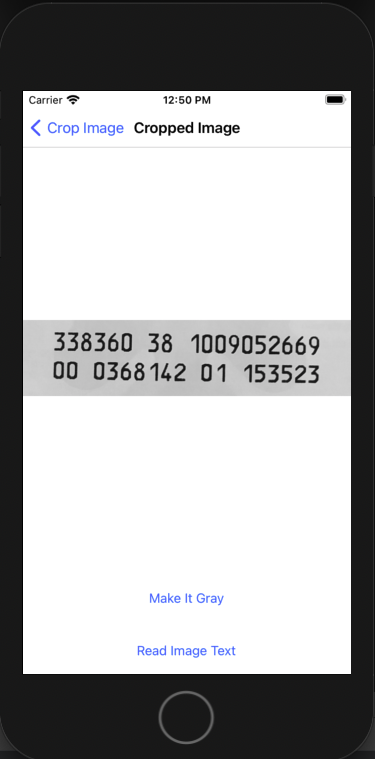 Carrier 12:50 PM
Crop Image Cropped Image
338360 38 1009052669
00 0368142 01 153523
Make It Gray
Read Image Text